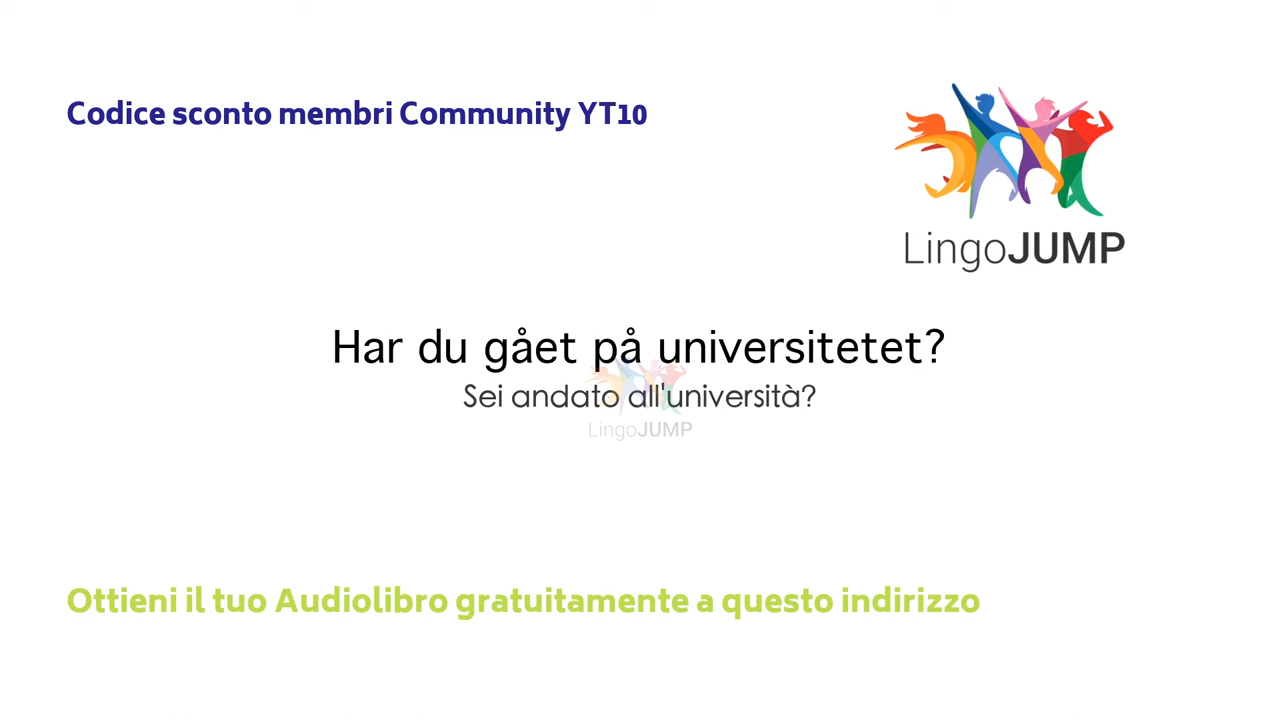 Codice sconto membri Community YT10
LingoJUMP
Har du gået på universitetet?
Sei andato all'università?
LingoJUMP
Ottieni il tuo Audiolibro gratuitamente a questo indirizzo